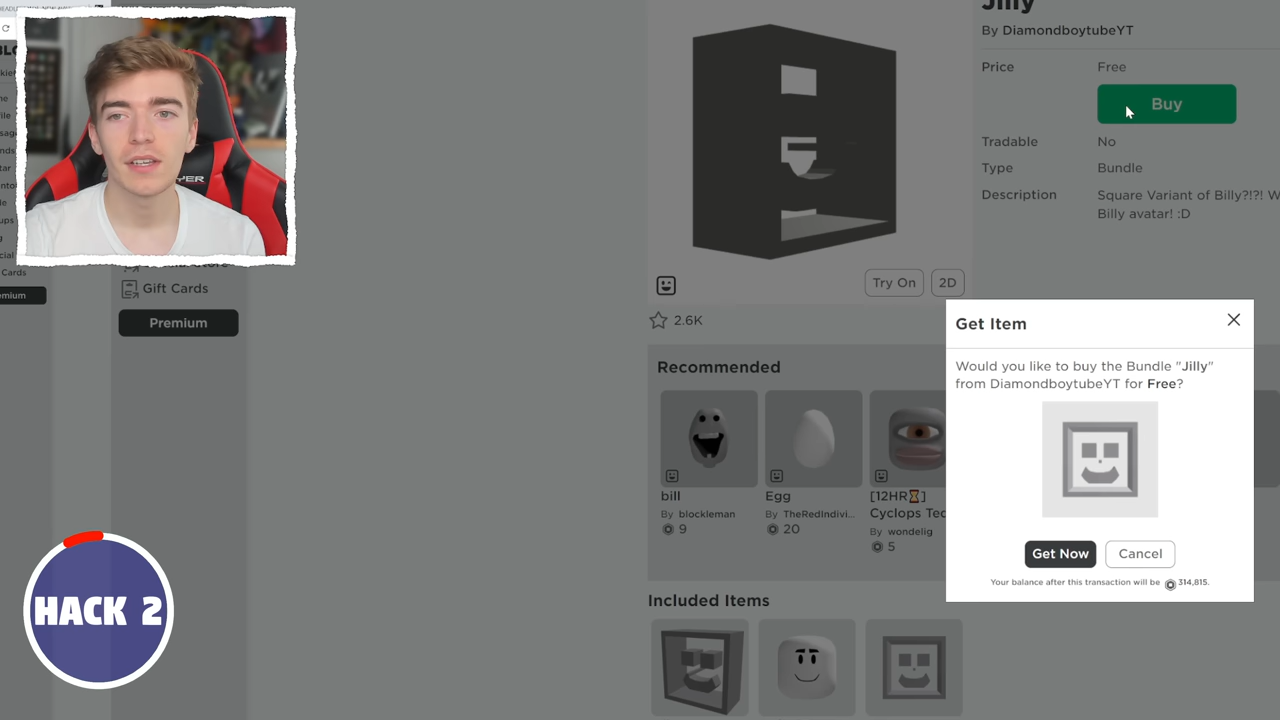 Jilly
By DiamondboytubeYT
Price Free
Buy
Tradable No
Type Bundle
Description Square Variant of Billy?!?! W
Billy avatar! :D
Gift Cards
Premium
Cards
emium
YER
Try On 2D
2.6K
Recommended
bill
By blockleman
9
Egg
By TheRedIndivi...
20
[12HR⌛]
Cyclops Tec
By wondelig
5
Included Items
Get Item
Would you like to buy the Bundle "Jilly"
from DiamondboytubeYT for Free?
Get Now Cancel
Your balance after this transaction will be 314,815.
HACK 2